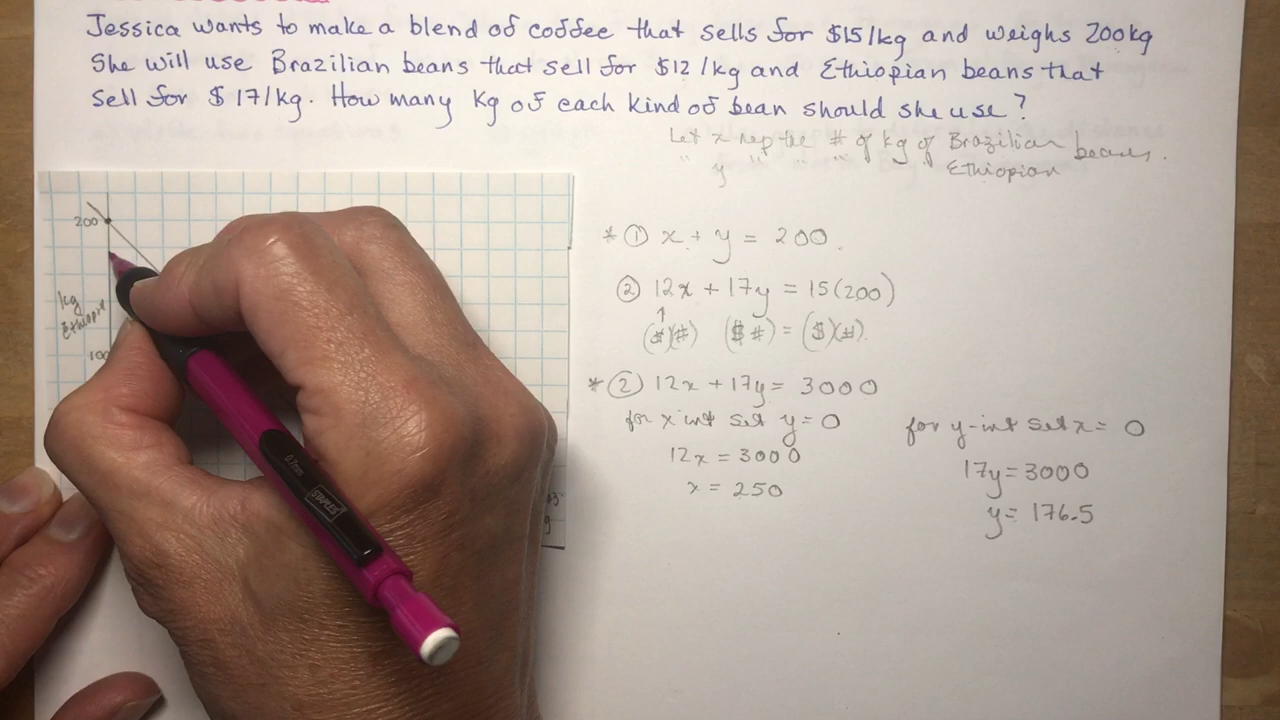 Jessica wants to make a blend of coffee that sells for $15/kg and weighs 200kg
She will use Brazilian beans that sell for $12/kg and Ethiopian beans that
sell for $17/kg. How many kg of each kind of bean should she use?
Let x rep the # of kg of Brazilian beans.
" y " " " " Ethiopian
200
kg
Ethiopi
100
* ① x + y = 200.
② 12x + 17y = 15(200)
↑
($)(#) ($ #) = ($)(#).
* ② 12x + 17y = 3000
for x int set y = 0
12x = 3000
x = 250
for y-int set x = 0
17y = 3000
y = 176.5
0.7mm
STAPLES